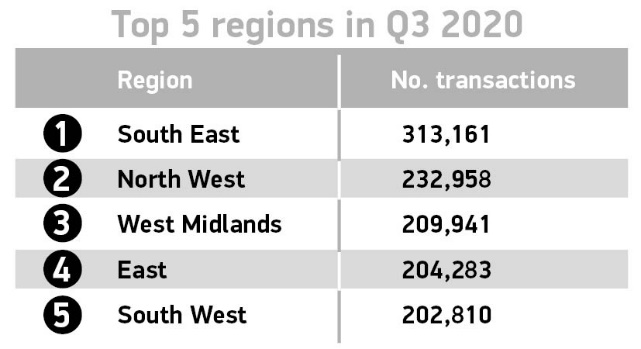 Top 5 regions in Q3 2020
Region No. transactions
1 South East 313,161
2 North West 232,958
3 West Midlands 209,941
4 East 204,283
5 South West 202,810